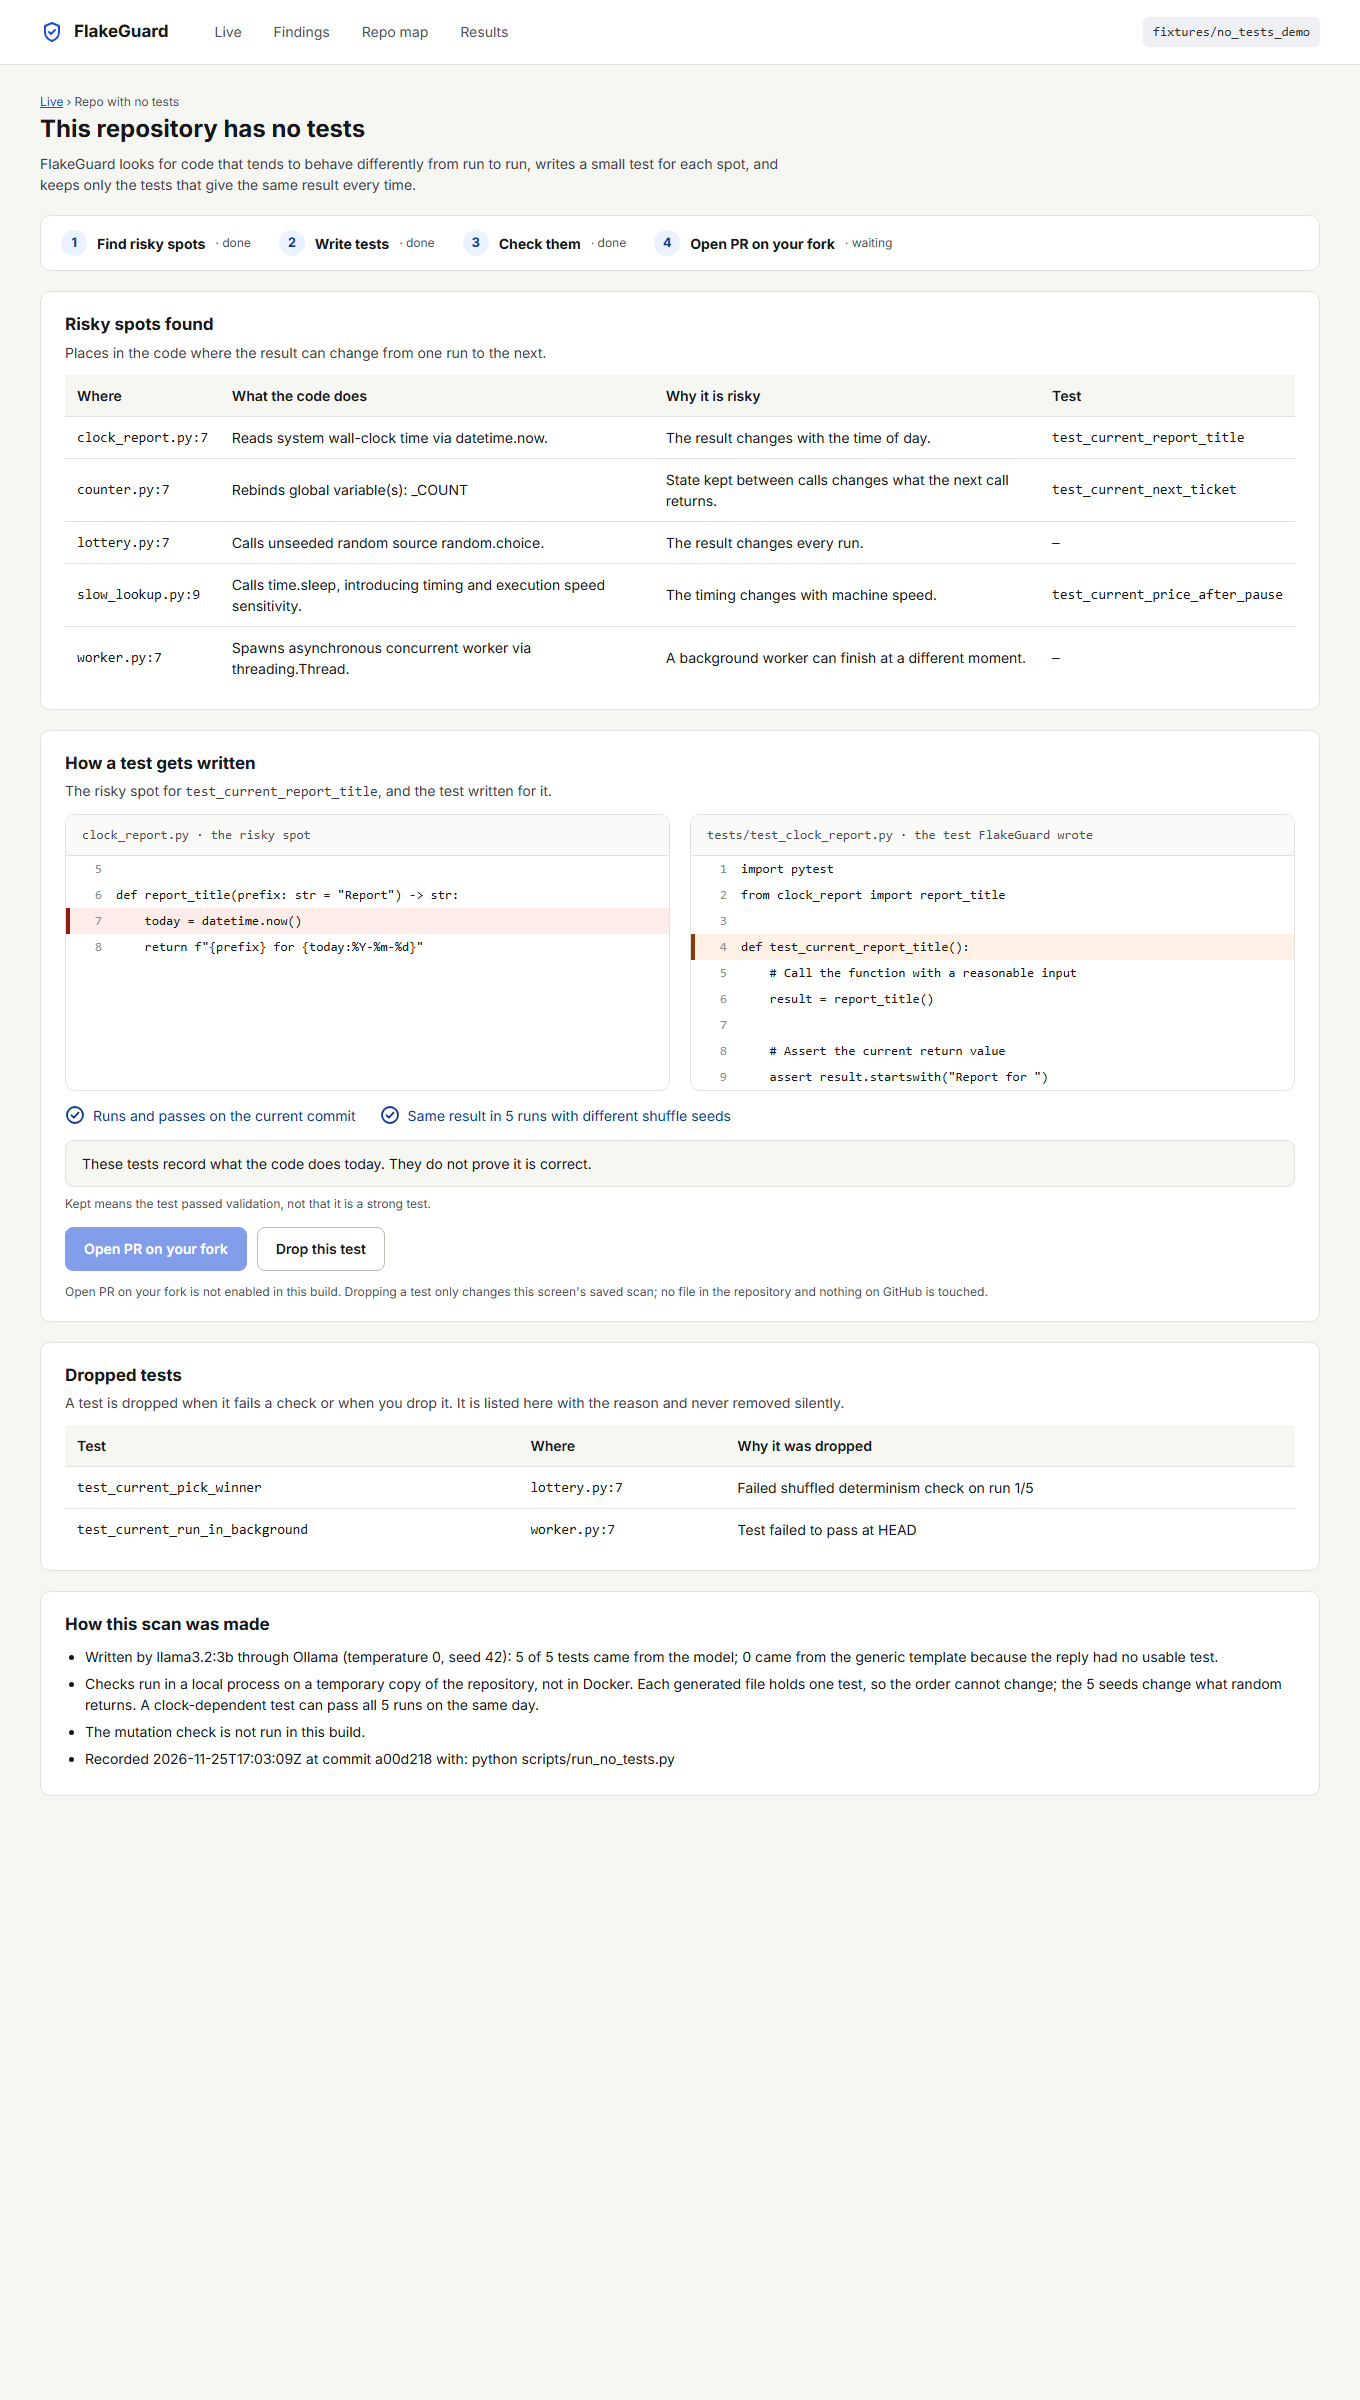 FlakeGuard
Live
Findings
Repo map
Results
fixtures/no_tests_demo
Live › Repo with no tests
This repository has no tests
FlakeGuard looks for code that tends to behave differently from run to run, writes a small test for each spot, and
keeps only the tests that give the same result every time.
1 Find risky spots · done
2 Write tests · done
3 Check them · done
4 Open PR on your fork · waiting
Risky spots found
Places in the code where the result can change from one run to the next.
Where What the code does Why it is risky Test
clock_report.py:7 Reads system wall-clock time via datetime.now. The result changes with the time of day. test_current_report_title
counter.py:7 Rebinds global variable(s): _COUNT State kept between calls changes what the next call
returns. test_current_next_ticket
lottery.py:7 Calls unseeded random source random.choice. The result changes every run. –
slow_lookup.py:9 Calls time.sleep, introducing timing and execution speed
sensitivity. The timing changes with machine speed. test_current_price_after_pause
worker.py:7 Spawns asynchronous concurrent worker via
threading.Thread. A background worker can finish at a different moment. –
How a test gets written
The risky spot for test_current_report_title, and the test written for it.
clock_report.py · the risky spot
5
6 def report_title(prefix: str = "Report") -> str:
7     today = datetime.now()
8     return f"{prefix} for {today:%Y-%m-%d}"
tests/test_clock_report.py · the test FlakeGuard wrote
1 import pytest
2 from clock_report import report_title
3
4 def test_current_report_title():
5     # Call the function with a reasonable input
6     result = report_title()
7
8     # Assert the current return value
9     assert result.startswith("Report for ")
Runs and passes on the current commit
Same result in 5 runs with different shuffle seeds
These tests record what the code does today. They do not prove it is correct.
Kept means the test passed validation, not that it is a strong test.
Open PR on your fork
Drop this test
Open PR on your fork is not enabled in this build. Dropping a test only changes this screen's saved scan; no file in the repository and nothing on GitHub is touched.
Dropped tests
A test is dropped when it fails a check or when you drop it. It is listed here with the reason and never removed silently.
Test Where Why it was dropped
test_current_pick_winner lottery.py:7 Failed shuffled determinism check on run 1/5
test_current_run_in_background worker.py:7 Test failed to pass at HEAD
How this scan was made
• Written by llama3.2:3b through Ollama (temperature 0, seed 42): 5 of 5 tests came from the model; 0 came from the generic template because the reply had no usable test.
• Checks run in a local process on a temporary copy of the repository, not in Docker. Each generated file holds one test, so the order cannot change; the 5 seeds change what random
returns. A clock-dependent test can pass all 5 runs on the same day.
• The mutation check is not run in this build.
• Recorded 2026-11-25T17:03:09Z at commit a00d218 with: python scripts/run_no_tests.py